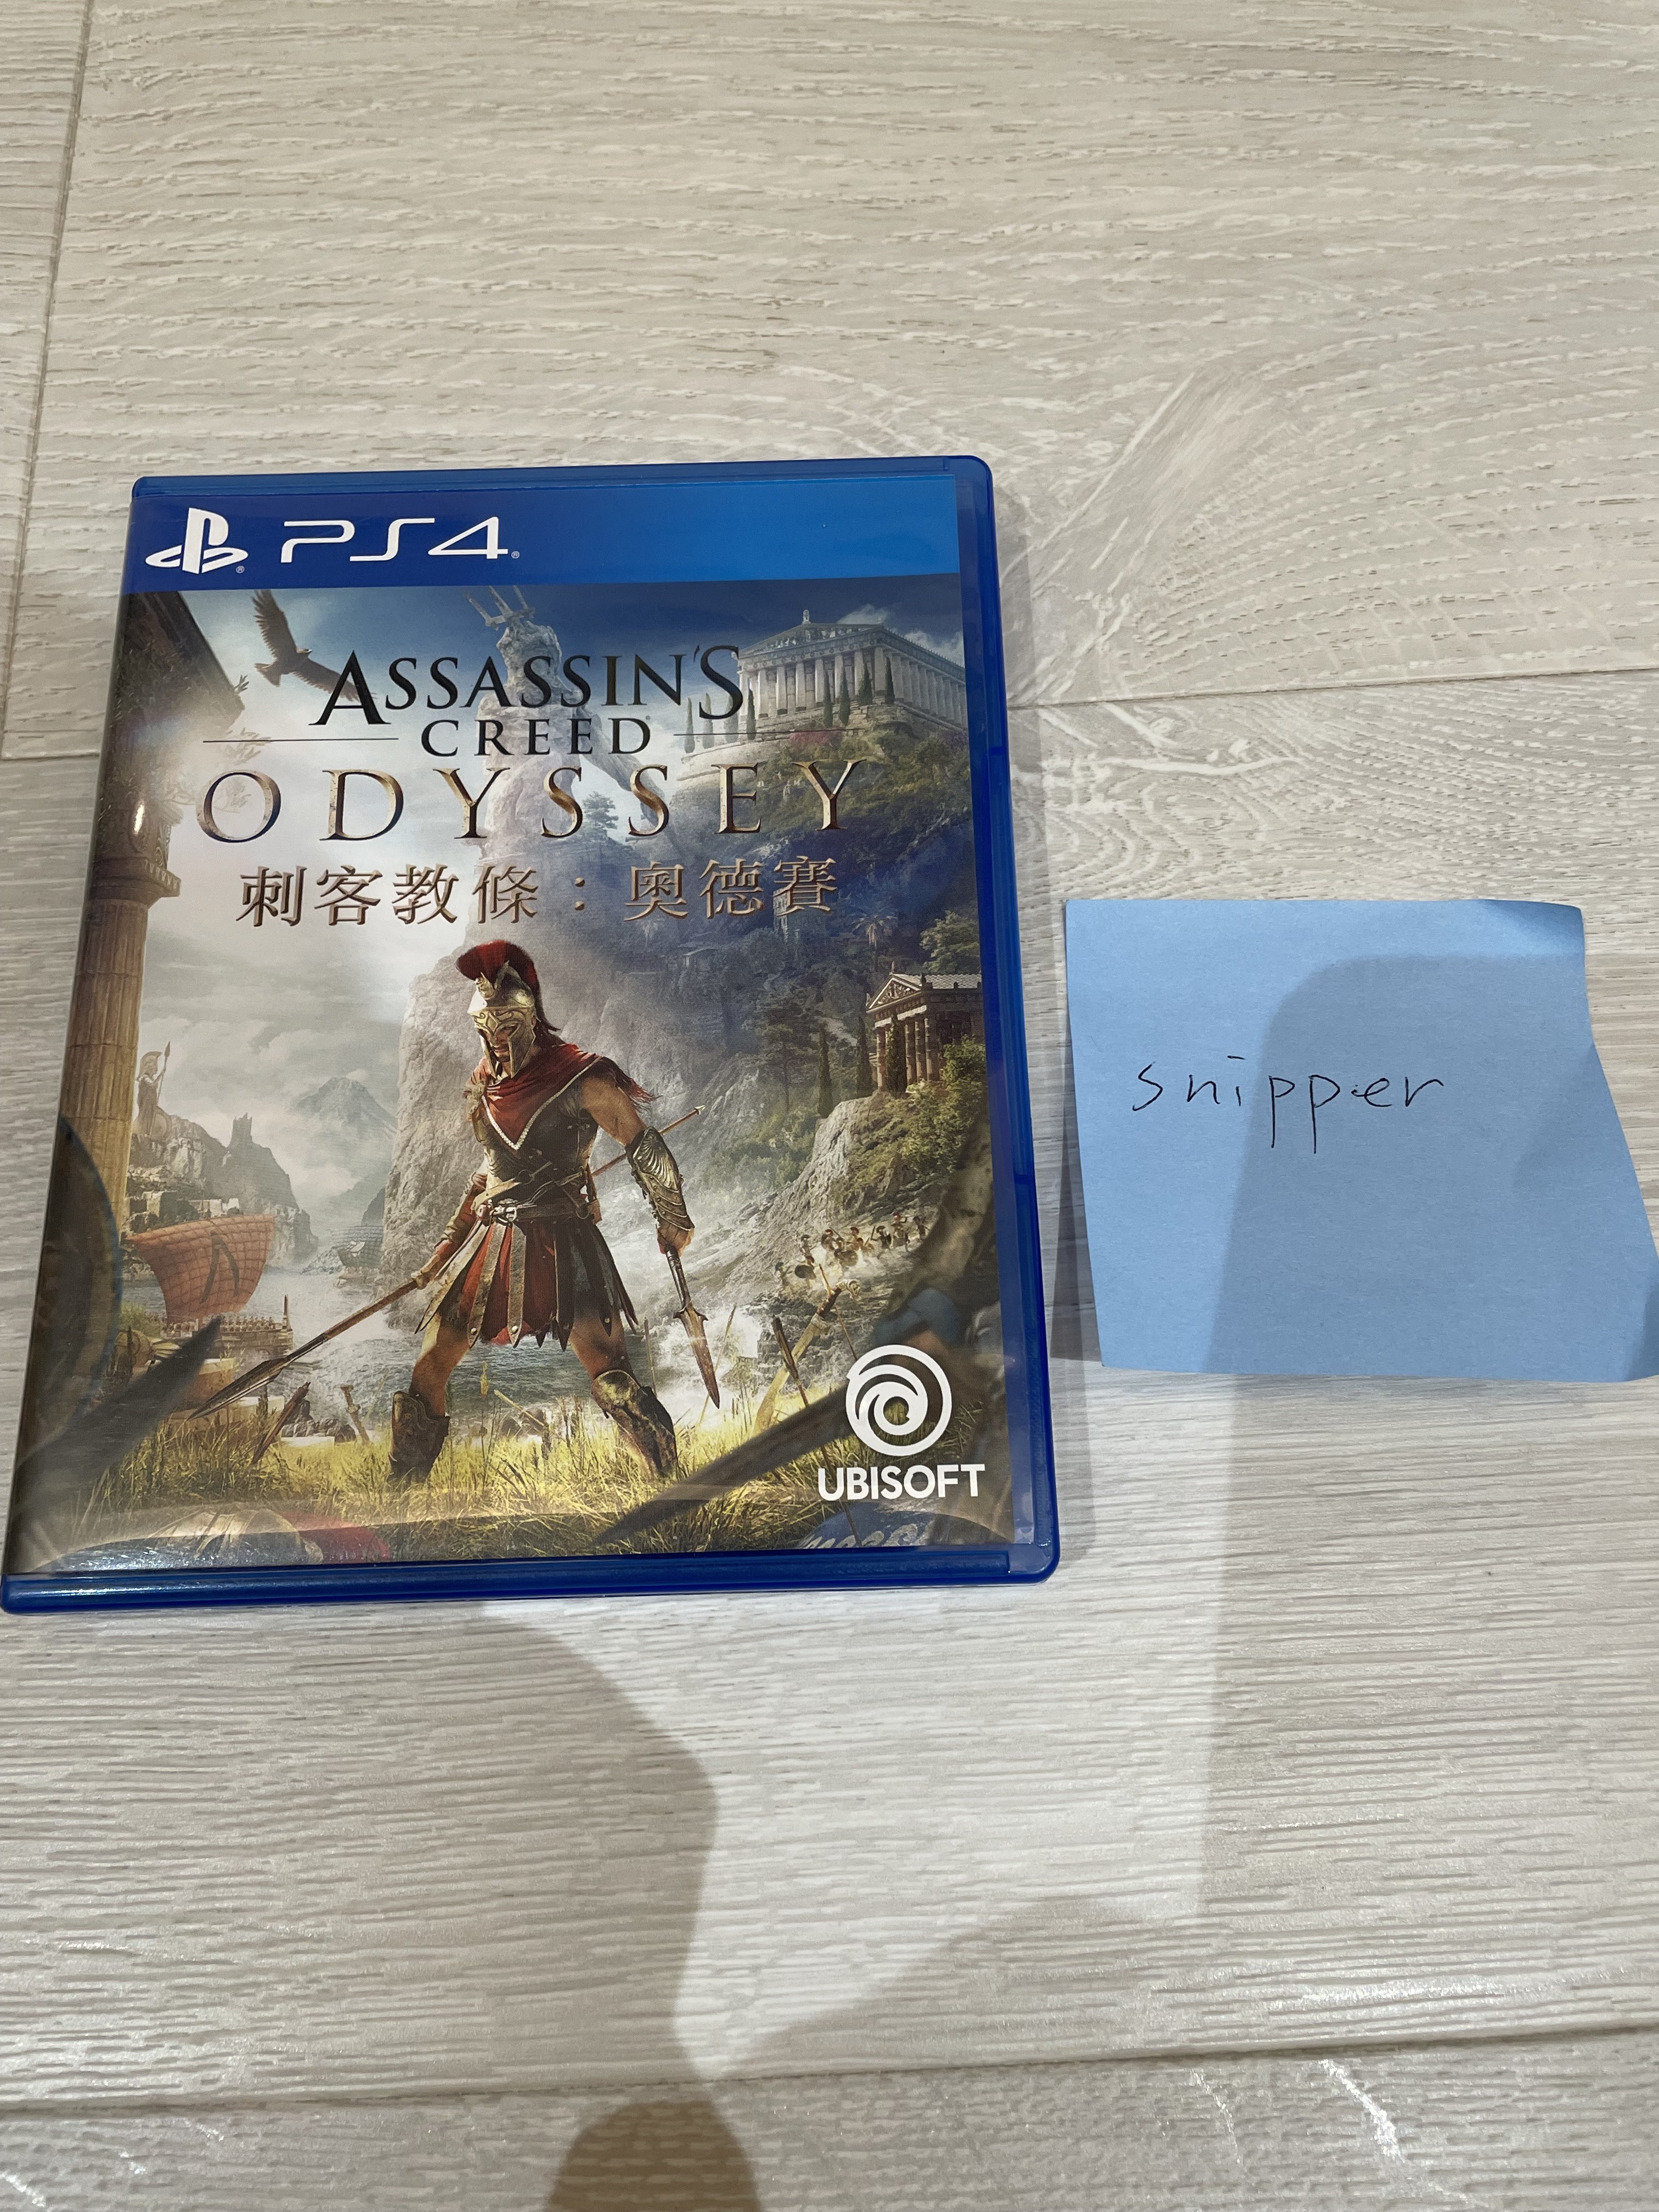 PS4
ASSASSIN'S
CREED
ODYSSEY
刺客教條：奧德賽
snipper
UBISOFT